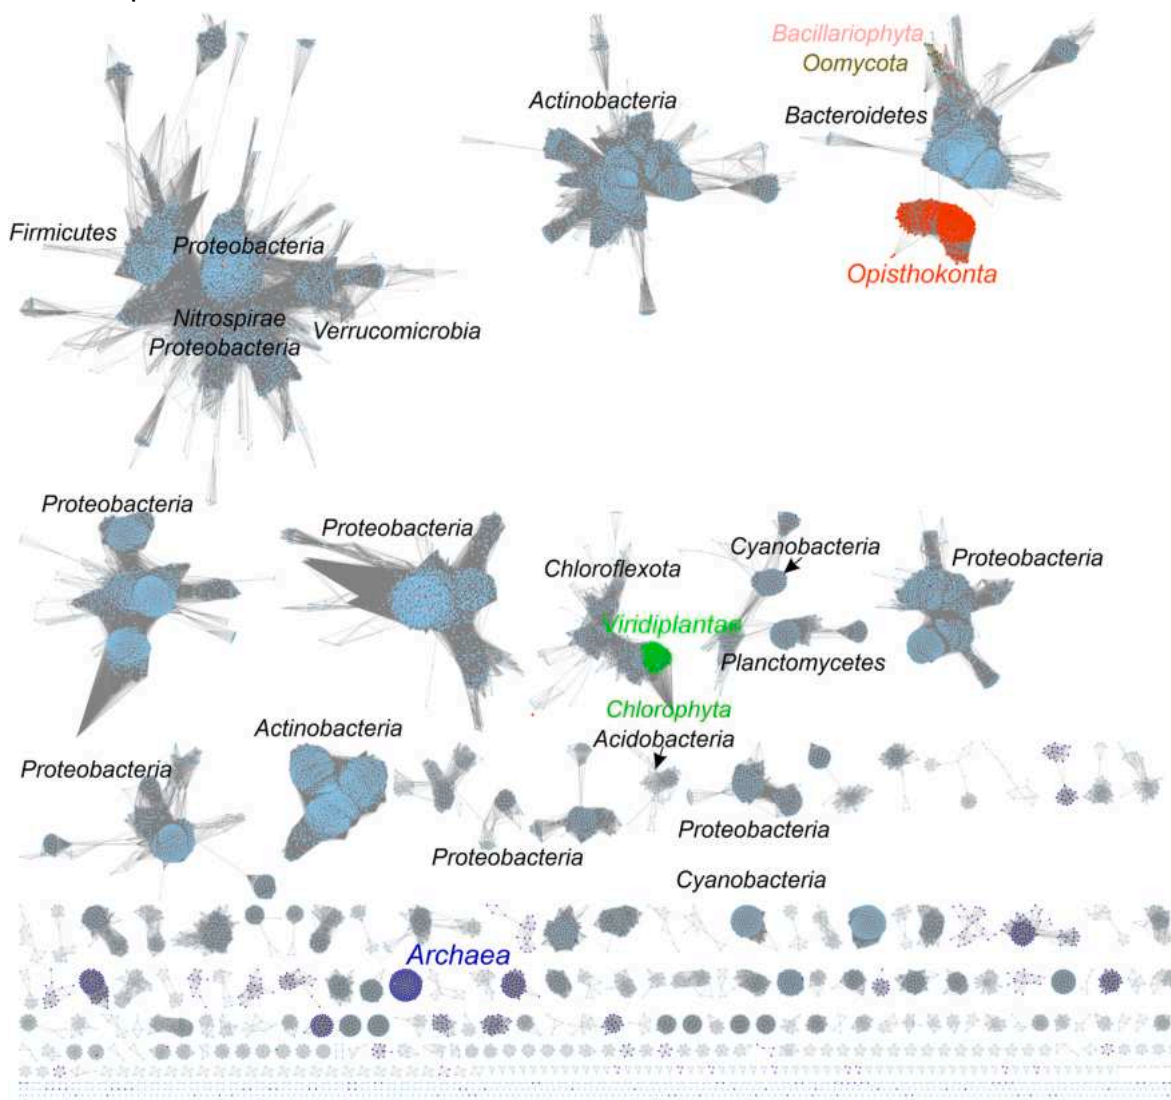 Bacillariophyta
Oomycota
Actinobacteria
Bacteroidetes
Firmicutes
Proteobacteria
Opisthokonta
Nitrospirae
Verrucomicrobia
Proteobacteria
Proteobacteria
Proteobacteria
Chloroflexota
Cyanobacteria
Proteobacteria
Viridiplantae
Planctomycetes
Chlorophyta
Actinobacteria
Acidobacteria
Proteobacteria
Proteobacteria
Proteobacteria
Cyanobacteria
Archaea